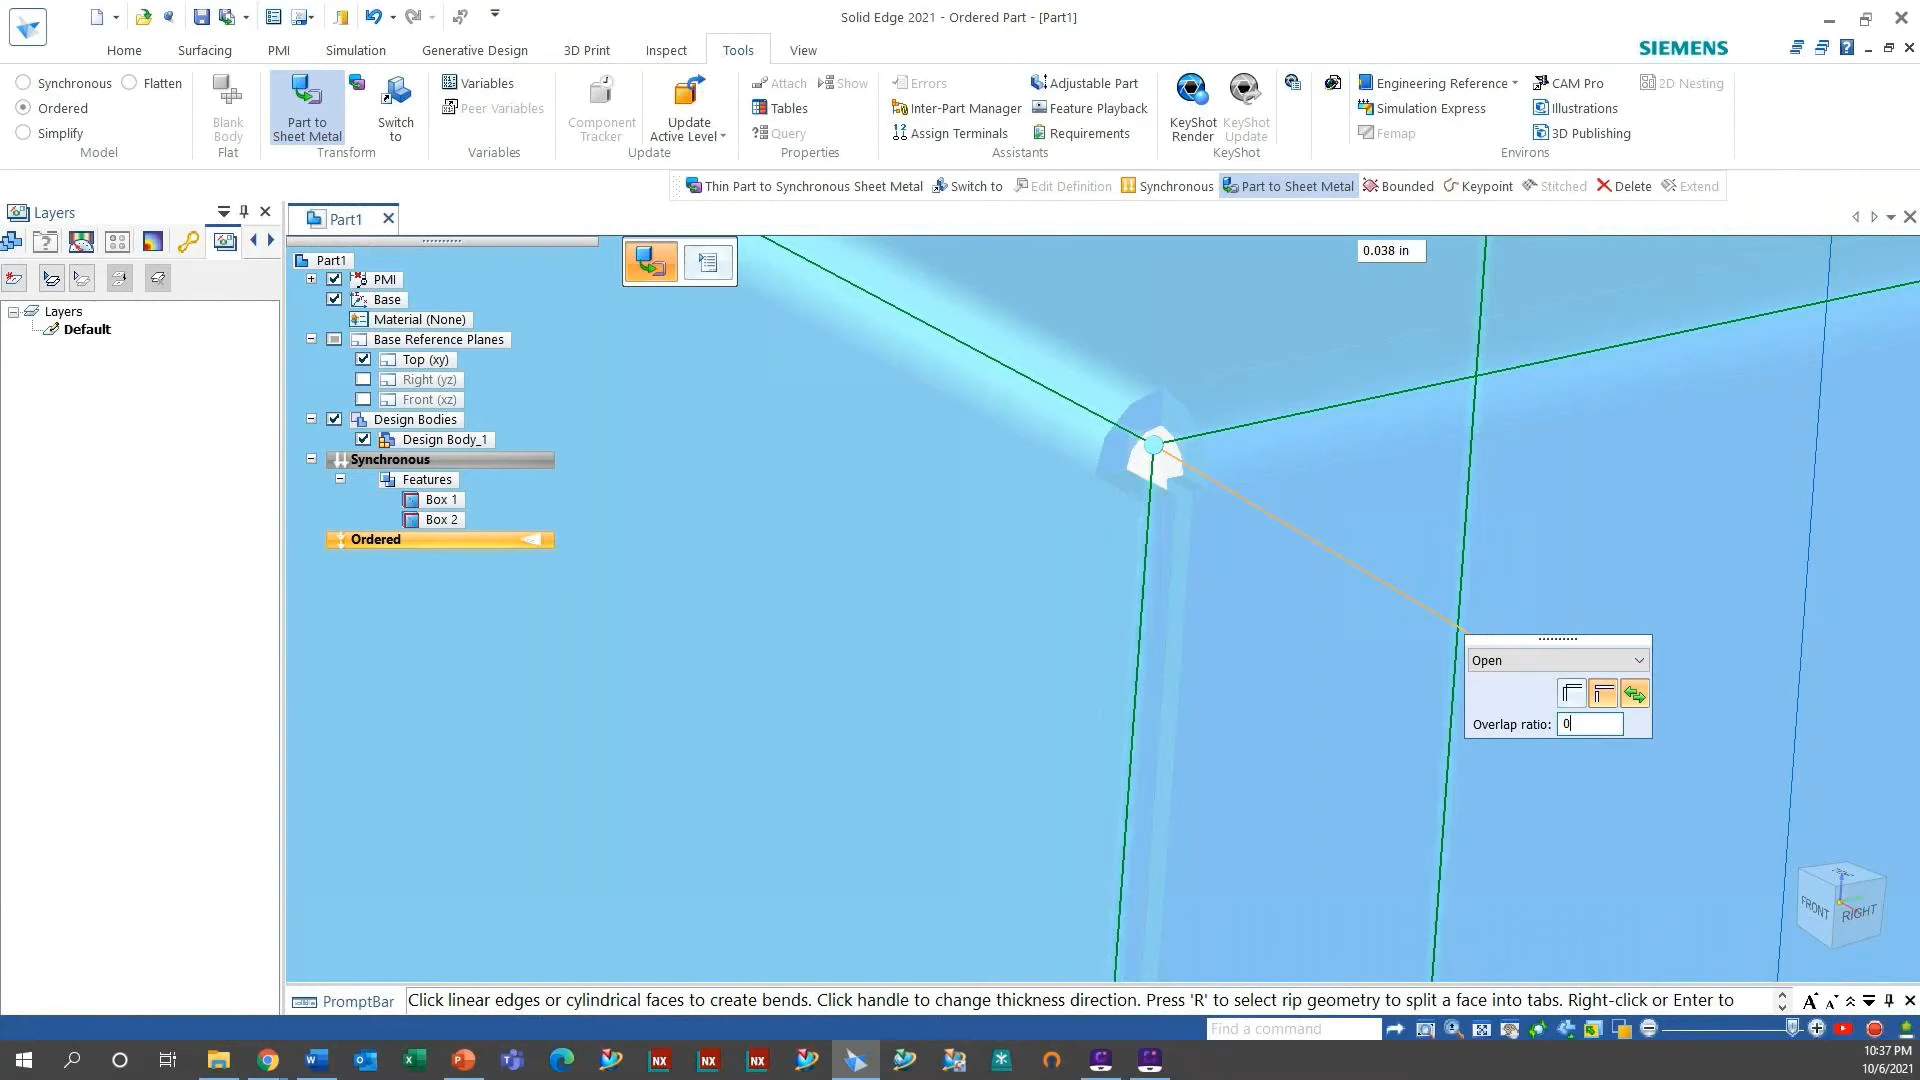 Solid Edge 2021 - Ordered Part - [Part1]
Home Surfacing PMI Simulation Generative Design 3D Print Inspect Tools View
SIEMENS
Synchronous Flatten
Ordered
Simplify
Model
Blank Body
Flat
Part to Sheet Metal
Switch to
Transform
Variables
Peer Variables
Variables
Component Tracker
Update Active Level
Update
Attach Show
Tables
Query
Properties
Errors Adjustable Part
Inter-Part Manager Feature Playback
Assign Terminals Requirements
Assistants
KeyShot Render
KeyShot Update
KeyShot
Engineering Reference CAM Pro 2D Nesting
Simulation Express Illustrations
Femap 3D Publishing
Environs
Thin Part to Synchronous Sheet Metal Switch to Edit Definition Synchronous Part to Sheet Metal Bounded Keypoint Stitched Delete Extend
Layers
Part1
Layers
Default
Part1
PMI
Base
Material (None)
Base Reference Planes
Top (xy)
Right (yz)
Front (xz)
Design Bodies
Design Body_1
Synchronous
Features
Box 1
Box 2
Ordered
0.038 in
Open
Overlap ratio: 0
FRONT RIGHT
PromptBar Click linear edges or cylindrical faces to create bends. Click handle to change thickness direction. Press 'R' to select rip geometry to split a face into tabs. Right-click or Enter to
Find a command
NX NX NX
10:37 PM
10/6/2021